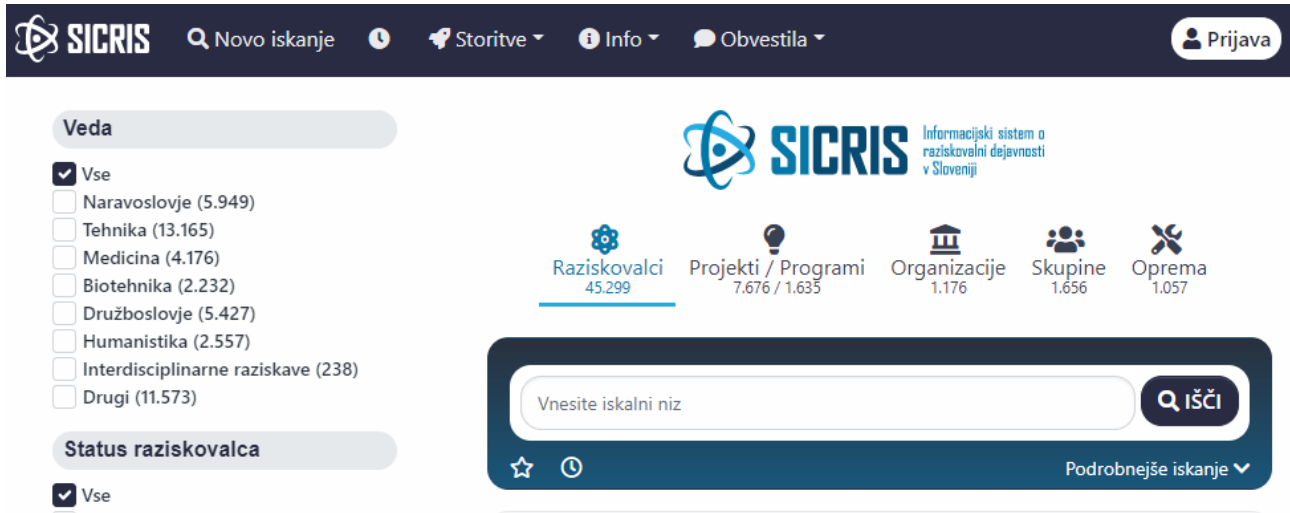 SICRIS Novo iskanje Storitve Info Obvestila Prijava
Veda
Vse
Naravoslovje (5.949)
Tehnika (13.165)
Medicina (4.176)
Biotehnika (2.232)
Družboslovje (5.427)
Humanistika (2.557)
Interdisciplinarne raziskave (238)
Drugi (11.573)
Status raziskovalca
Vse
SICRIS
Informacijski sistem o
raziskovalni dejavnosti
v Sloveniji
Raziskovalci Projekti / Programi Organizacije Skupine Oprema
45.299 7.676 / 1.635 1.176 1.656 1.057
Vnesite iskalni niz IŠČI
Podrobnejše iskanje